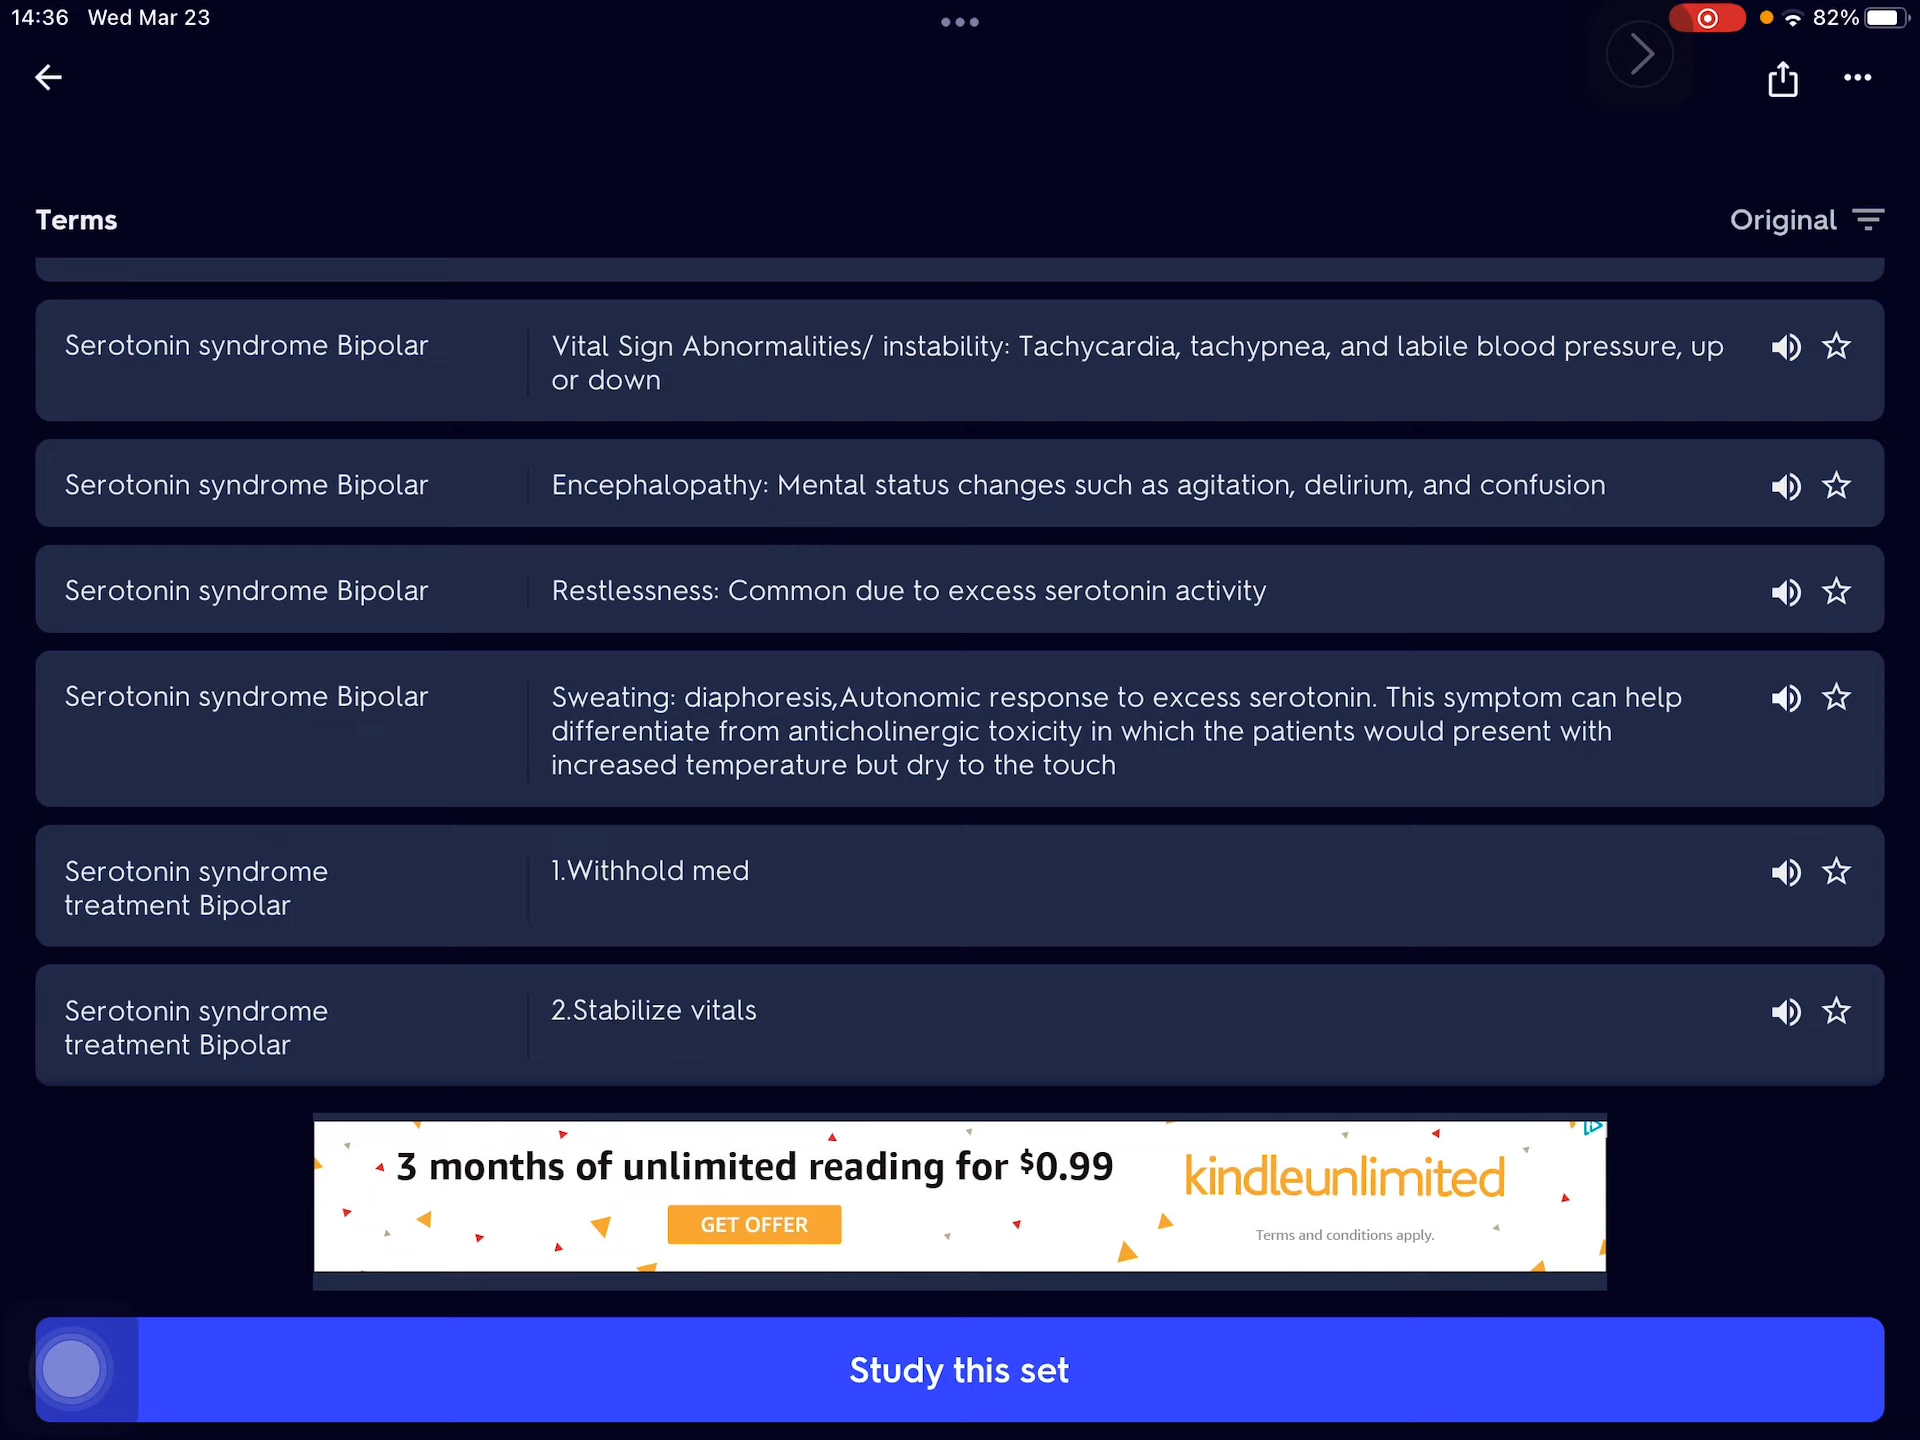 14:36 Wed Mar 23
82%
Terms
Original
Serotonin syndrome Bipolar
Vital Sign Abnormalities/ instability: Tachycardia, tachypnea, and labile blood pressure, up
or down
Serotonin syndrome Bipolar
Encephalopathy: Mental status changes such as agitation, delirium, and confusion
Serotonin syndrome Bipolar
Restlessness: Common due to excess serotonin activity
Serotonin syndrome Bipolar
Sweating: diaphoresis,Autonomic response to excess serotonin. This symptom can help
differentiate from anticholinergic toxicity in which the patients would present with
increased temperature but dry to the touch
Serotonin syndrome
treatment Bipolar
1.Withhold med
Serotonin syndrome
treatment Bipolar
2.Stabilize vitals
3 months of unlimited reading for $0.99
GET OFFER
kindleunlimited
Terms and conditions apply.
Study this set